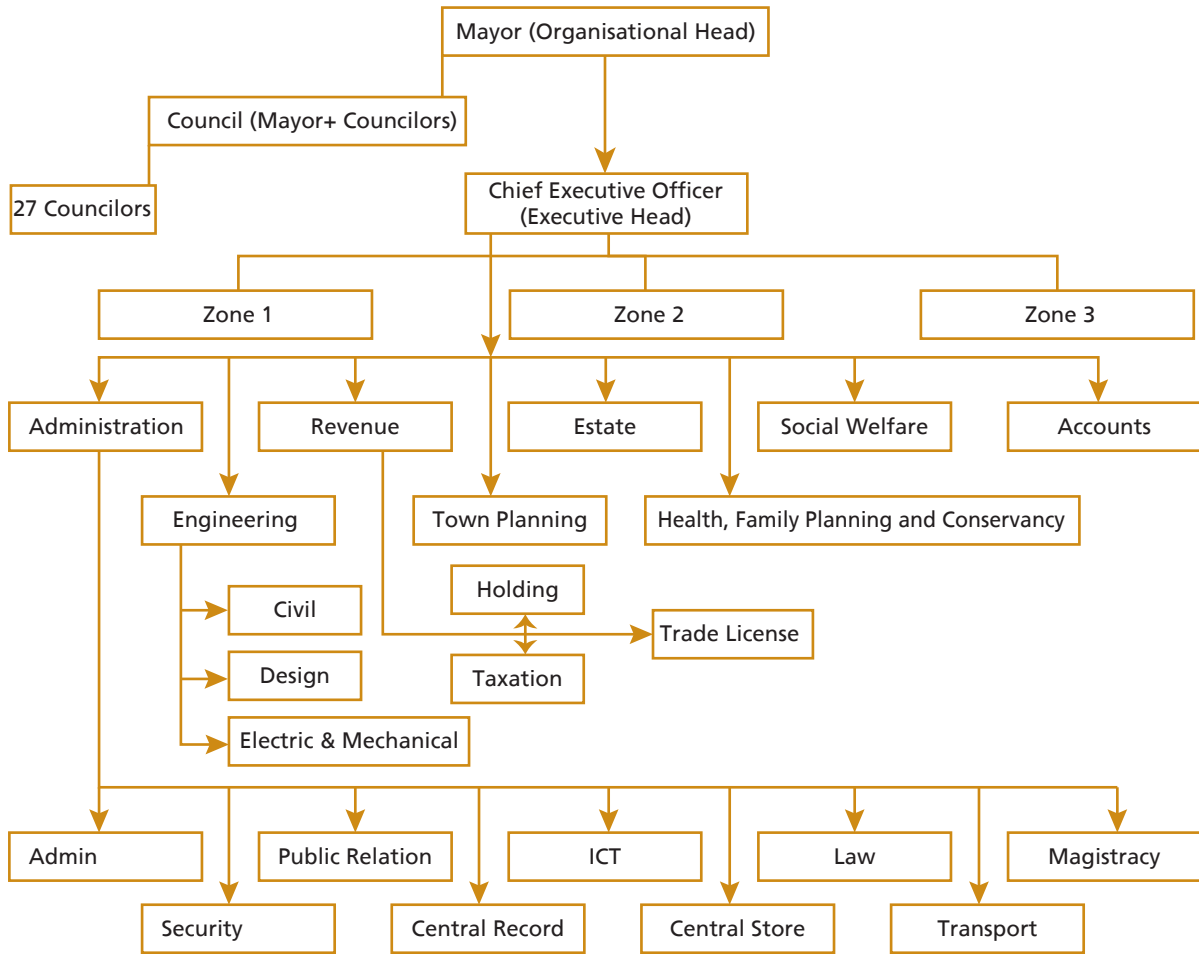 Mayor (Organisational Head)
Council (Mayor+ Councilors)
27 Councilors
Chief Executive Officer
(Executive Head)
Zone 1
Zone 2
Zone 3
Administration
Revenue
Estate
Social Welfare
Accounts
Engineering
Town Planning
Health, Family Planning and Conservancy
Holding
Civil
Trade License
Design
Taxation
Electric & Mechanical
Admin
Public Relation
ICT
Law
Magistracy
Security
Central Record
Central Store
Transport